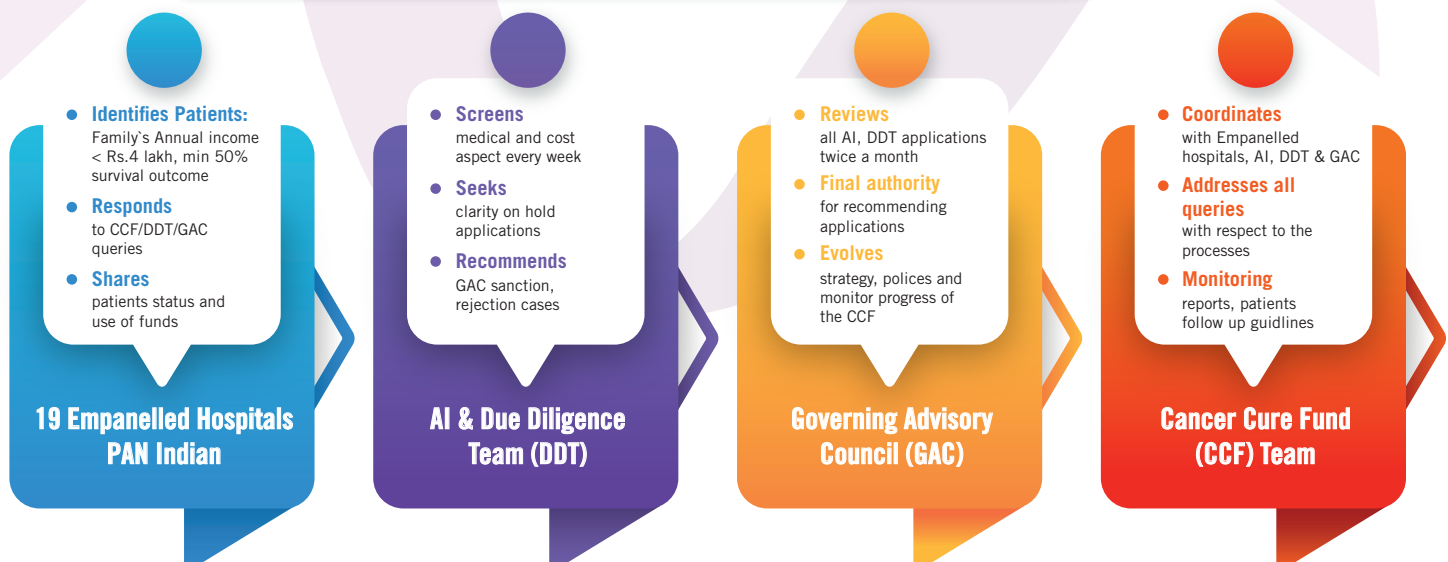 Identifies Patients:
Family`s Annual income
< Rs.4 lakh, min 50%
survival outcome
Responds
to CCF/DDT/GAC
queries
Shares
patients status and
use of funds
19 Empanelled Hospitals
PAN Indian
Screens
medical and cost
aspect every week
Seeks
clarity on hold
applications
Recommends
GAC sanction,
rejection cases
AI & Due Diligence
Team (DDT)
Reviews
all AI, DDT applications
twice a month
Final authority
for recommending
applications
Evolves
strategy, polices and
monitor progress of
the CCF
Governing Advisory
Council (GAC)
Coordinates
with Empanelled
hospitals, AI, DDT & GAC
Addresses all
queries
with respect to the
processes
Monitoring
reports, patients
follow up guidlines
Cancer Cure Fund
(CCF) Team